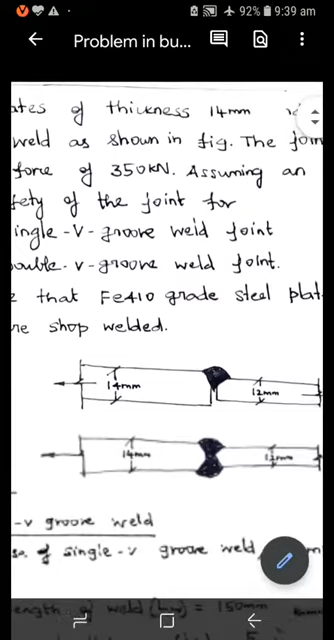 92% 9:39 am
Problem in bu...
ates of thickness 14mm
weld as shown in fig. The join
force of 350kN. Assuming an
fety of the joint for
ingle-V-groove weld joint
ouble-V-groove weld joint.
that Fe410 grade steel plat
re shop welded.
14mm 12mm
14mm 12mm
-V groove weld
of single-V groove weld, m
ength of weld (Lw) = 150mm